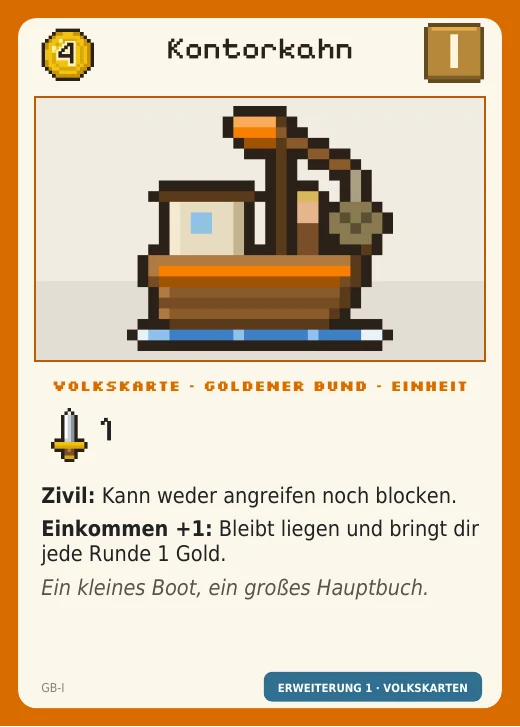 4
Kontorkahn
I
VOLKSKARTE · GOLDENER BUND · EINHEIT
1
Zivil: Kann weder angreifen noch blocken.
Einkommen +1: Bleibt liegen und bringt dir
jede Runde 1 Gold.
Ein kleines Boot, ein großes Hauptbuch.
GB-I
ERWEITERUNG 1 · VOLKSKARTEN